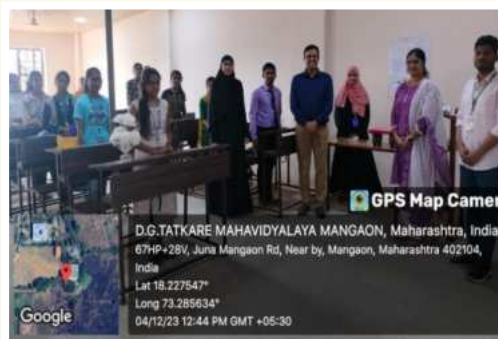 GPS Map Camer
D.G.TATKARE MAHAVIDYALAYA MANGAON, Maharashtra, India
67HP+28V, Juna Mangaon Rd, Near by, Mangaon, Maharashtra 402104,
India
Lat 18.227547°
Long 73.285634°
04/12/23 12:44 PM GMT +05:30
Google